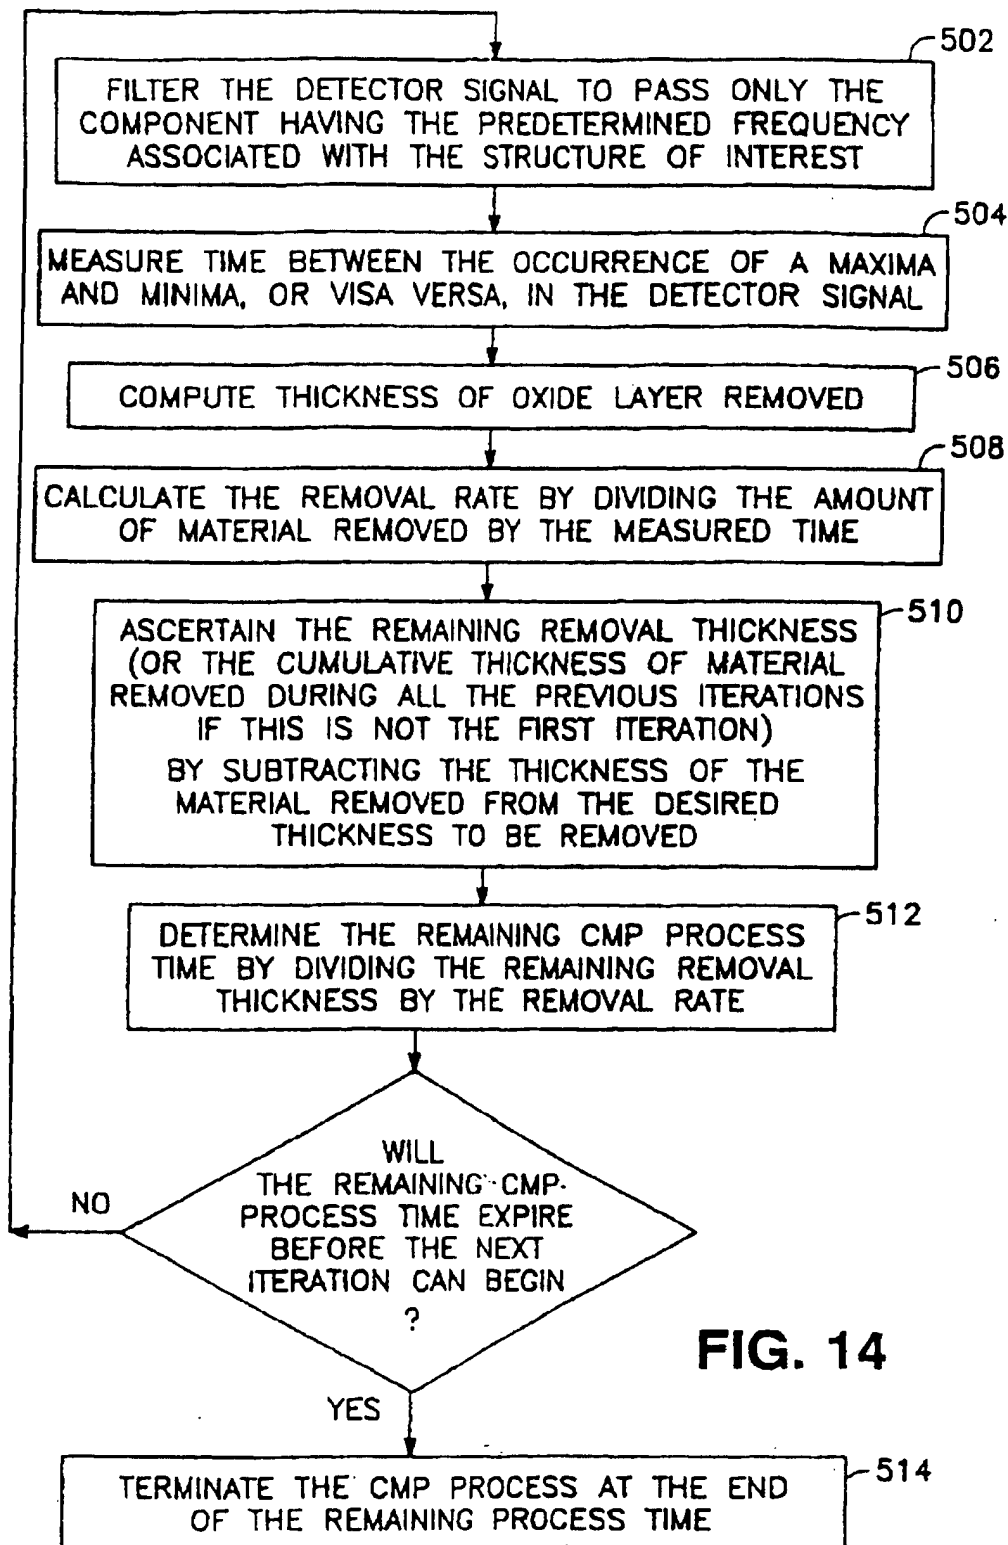 502
FILTER THE DETECTOR SIGNAL TO PASS ONLY THE
COMPONENT HAVING THE PREDETERMINED FREQUENCY
ASSOCIATED WITH THE STRUCTURE OF INTEREST
504
MEASURE TIME BETWEEN THE OCCURRENCE OF A MAXIMA
AND MINIMA, OR VISA VERSA, IN THE DETECTOR SIGNAL
506
COMPUTE THICKNESS OF OXIDE LAYER REMOVED
508
CALCULATE THE REMOVAL RATE BY DIVIDING THE AMOUNT
OF MATERIAL REMOVED BY THE MEASURED TIME
510
ASCERTAIN THE REMAINING REMOVAL THICKNESS
(OR THE CUMULATIVE THICKNESS OF MATERIAL
REMOVED DURING ALL THE PREVIOUS ITERATIONS
IF THIS IS NOT THE FIRST ITERATION)
BY SUBTRACTING THE THICKNESS OF THE
MATERIAL REMOVED FROM THE DESIRED
THICKNESS TO BE REMOVED
512
DETERMINE THE REMAINING CMP PROCESS
TIME BY DIVIDING THE REMAINING REMOVAL
THICKNESS BY THE REMOVAL RATE
WILL
THE REMAINING CMP
PROCESS TIME EXPIRE
BEFORE THE NEXT
ITERATION CAN BEGIN
?
NO
FIG. 14
YES
514
TERMINATE THE CMP PROCESS AT THE END
OF THE REMAINING PROCESS TIME